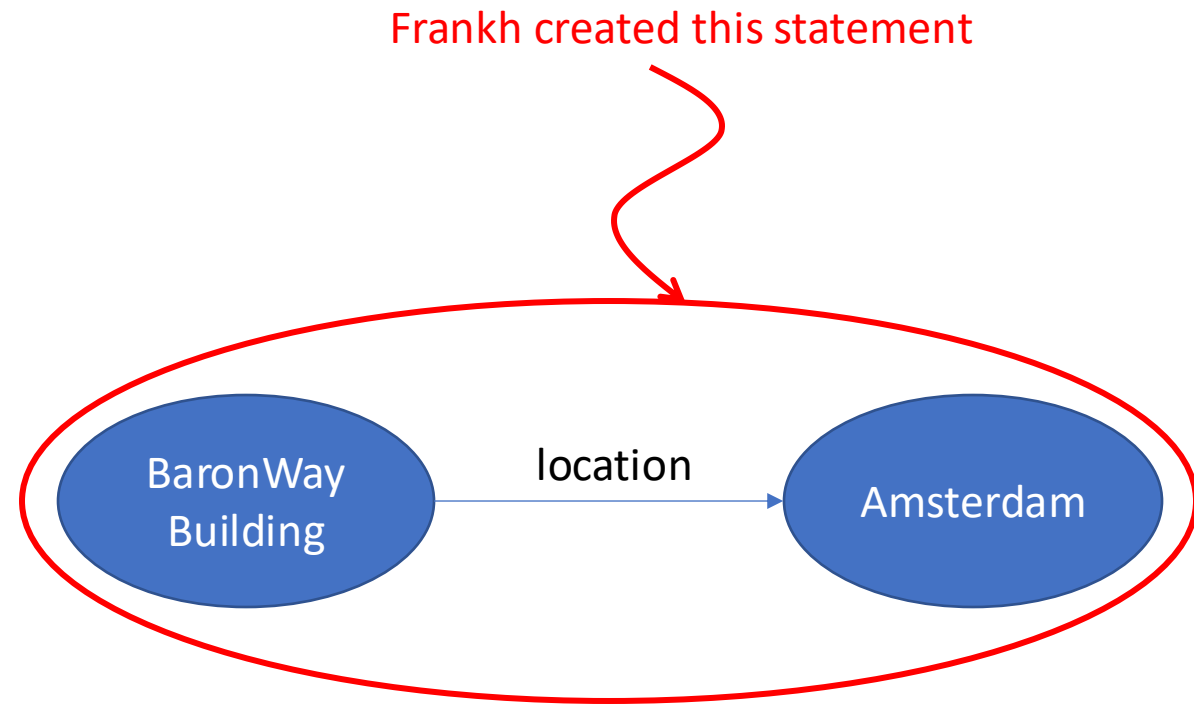 Frankh created this statement
BaronWay
Building
location
Amsterdam